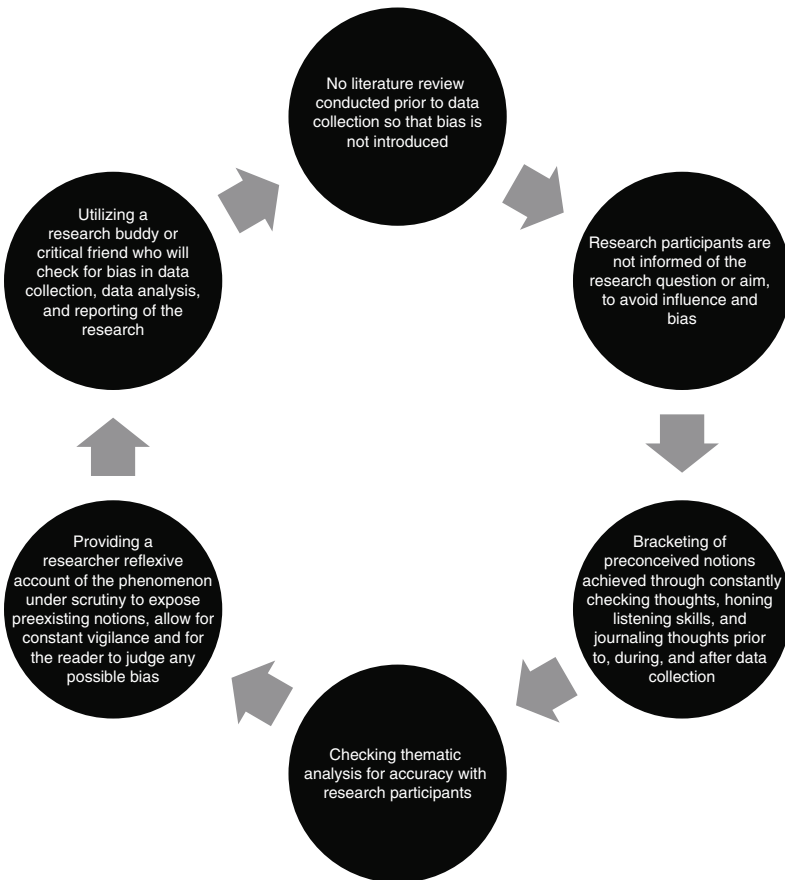 No literature review
conducted prior to data
collection so that bias is
not introduced
Research participants are
not informed of the
research question or aim,
to avoid influence and
bias
Bracketing of
preconceived notions
achieved through constantly
checking thoughts, honing
listening skills, and
journaling thoughts prior
to, during, and after data
collection
Checking thematic
analysis for accuracy with
research participants
Providing a
researcher reflexive
account of the phenomenon
under scrutiny to expose
preexisting notions, allow for
constant vigilance and for
the reader to judge any
possible bias
Utilizing a
research buddy or
critical friend who will
check for bias in data
collection, data analysis,
and reporting of the
research